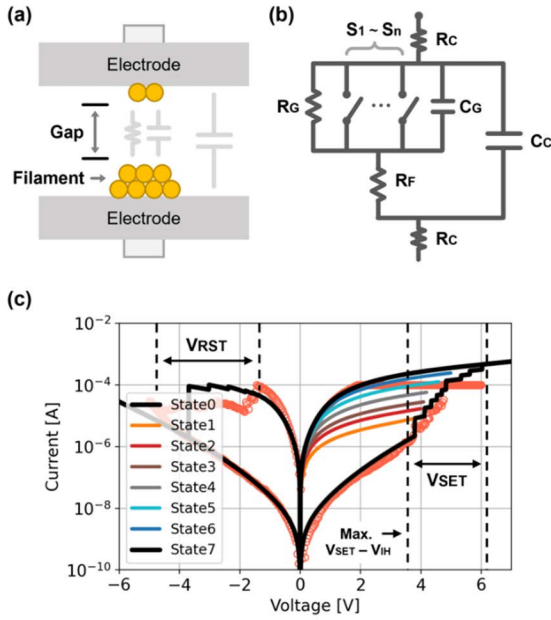 (a)
Electrode
Gap
Filament
Electrode
(b)
S1 ~ Sn
RC
RG
CG
CC
RF
RC
(c)
Current [A]
10−2
10−4
10−6
10−8
10−10
VRST
State0
State1
State2
State3
State4
State5
State6
State7
VSET
Max.
VSET – VIH
−6 −4 −2 0 2 4 6
Voltage [V]